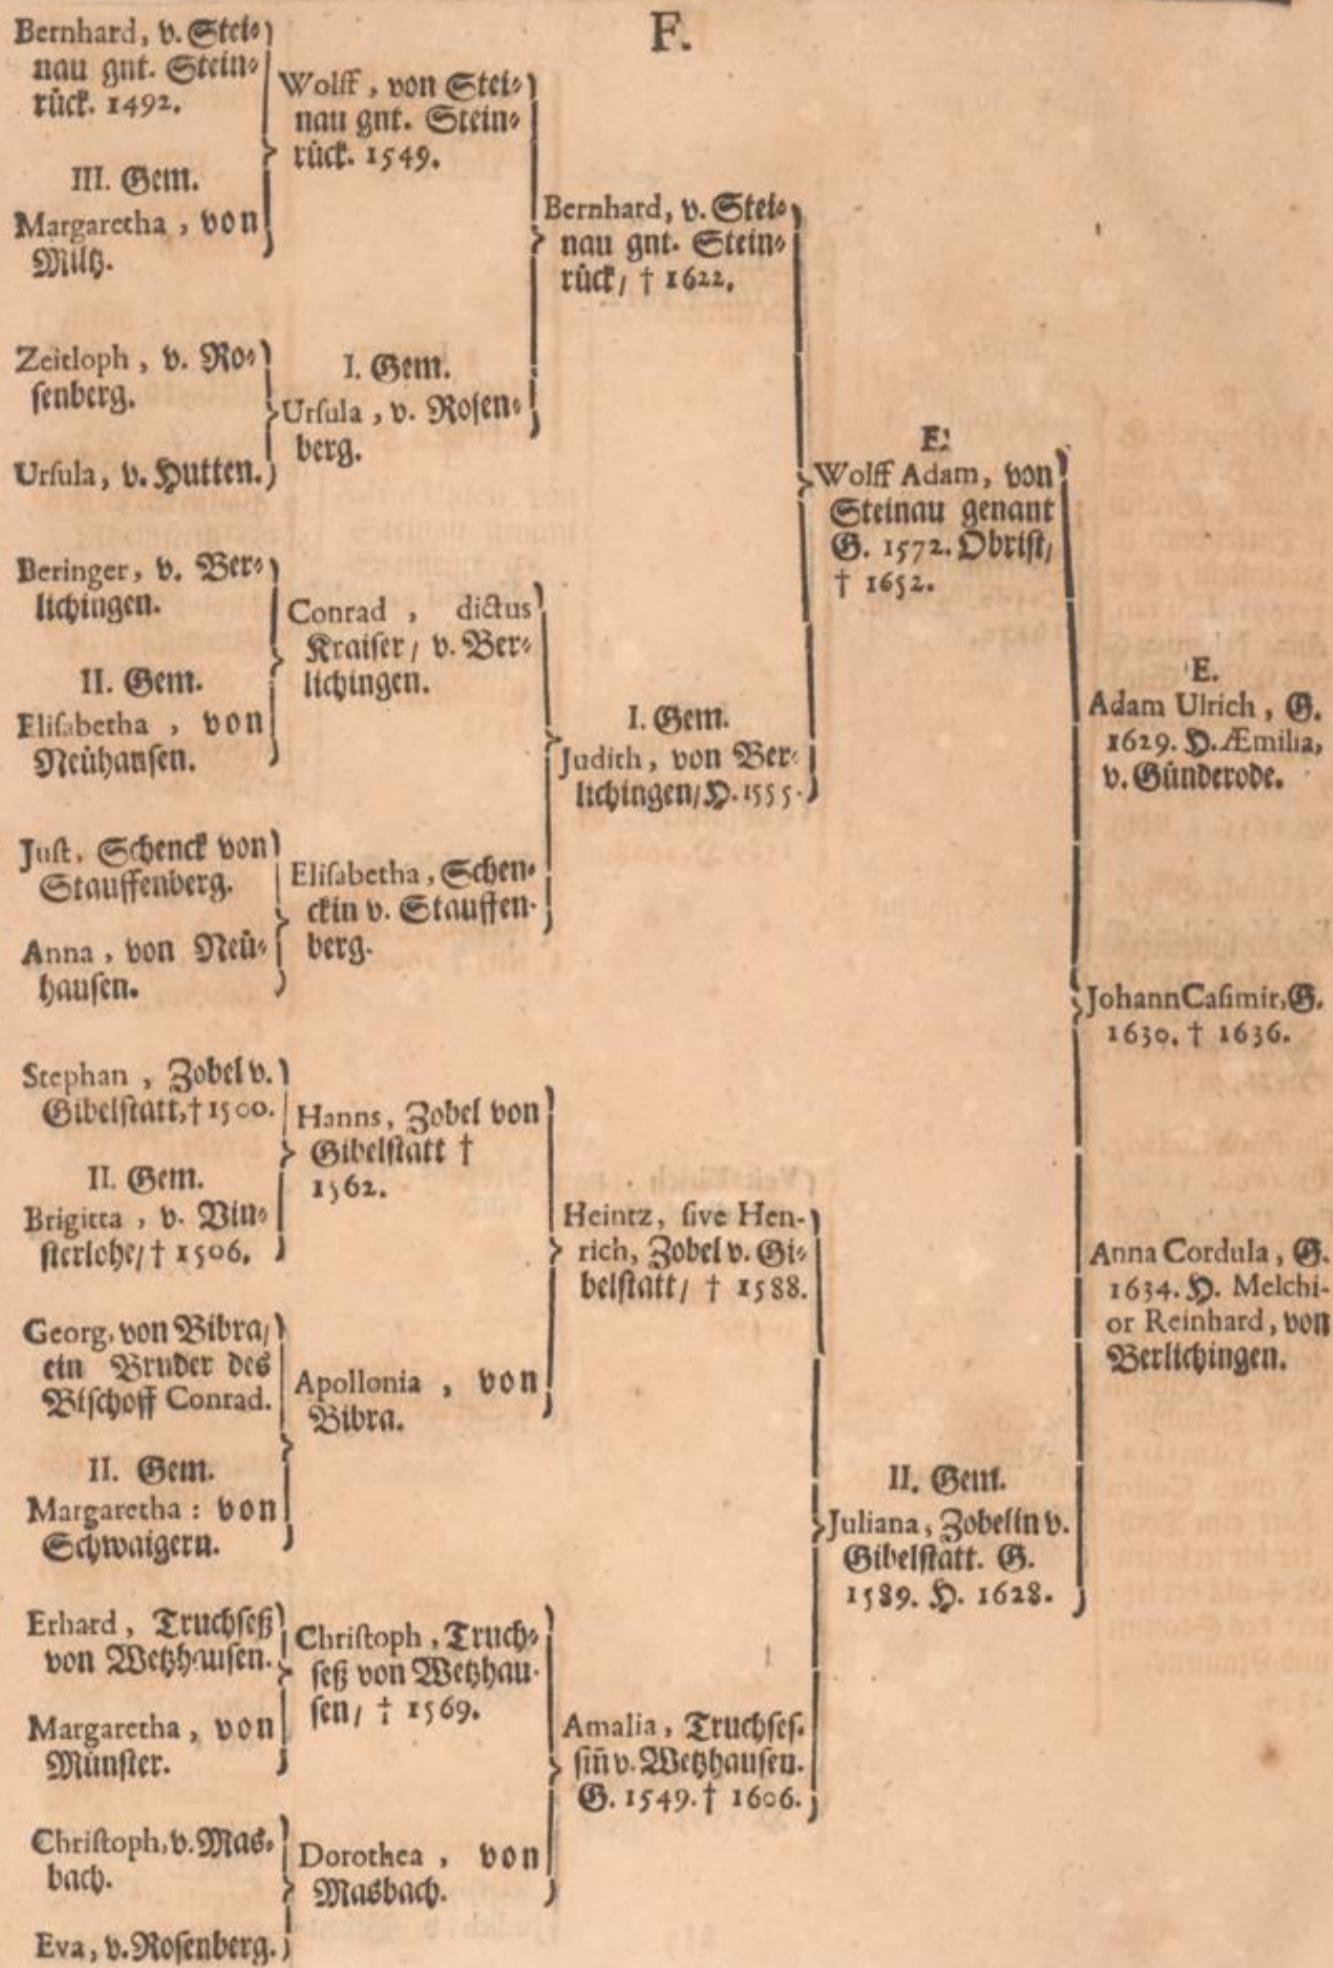 F.
Bernhard, v. Stei⸗
nau gnt. Stein⸗
rück. 1492.
III. Gem.
Margaretha, von
Miltz.
Zeitloph, v. Ro⸗
senberg.
Ursula, v. Hutten.
Beringer, v. Ber⸗
lichingen.
II. Gem.
Elisabetha, von
Neühausen.
Just. Schenck von
Stauffenberg.
Anna, von Neü⸗
hausen.
Stephan, Zobel v.
Gibelstatt, † 1500.
II. Gem.
Brigitta, v. Vin⸗
sterlohe/ † 1506.
Georg, von Bibra/
ein Bruder des
Bischoff Conrad.
II. Gem.
Margaretha: von
Schwaigern.
Erhard, Truchseß
von Wetzhausen.
Margaretha, von
Münster.
Christoph, v. Mas⸗
bach.
Eva, v. Rosenberg.
Wolff, von Stei⸗
nau gnt. Stein⸗
rück. 1549.
I. Gem.
Ursula, v. Rosen⸗
berg.
Conrad, dictus
Kraiser/ v. Ber⸗
lichingen.
Elisabetha, Schen⸗
ckin v. Stauffen⸗
berg.
Hanns, Zobel von
Gibelstatt †
1562.
Apollonia, von
Bibra.
Christoph, Truch⸗
seß von Wetzhau⸗
sen/ † 1569.
Dorothea, von
Masbach.
Bernhard, v. Stei⸗
nau gnt. Stein⸗
rück/ † 1622.
I. Gem.
Judith, von Ber⸗
lichingen/ H. 1555.
Heintz, sive Hen-
rich, Zobel v. Gi⸗
belstatt/ † 1588.
Amalia, Truchses⸗
siñ v. Wetzhausen.
G. 1549. † 1606.
E.
Wolff Adam, von
Steinau genant
G. 1572. Obrist/
† 1652.
II. Gem.
Juliana, Zobelin v.
Gibelstatt. G.
1589. H. 1628.
E.
Adam Ulrich, G.
1629. H. Æmilia,
v. Günderode.
Johann Casimir, G.
1630. † 1636.
Anna Cordula, G.
1634. H. Melchi-
or Reinhard, von
Berlichingen.